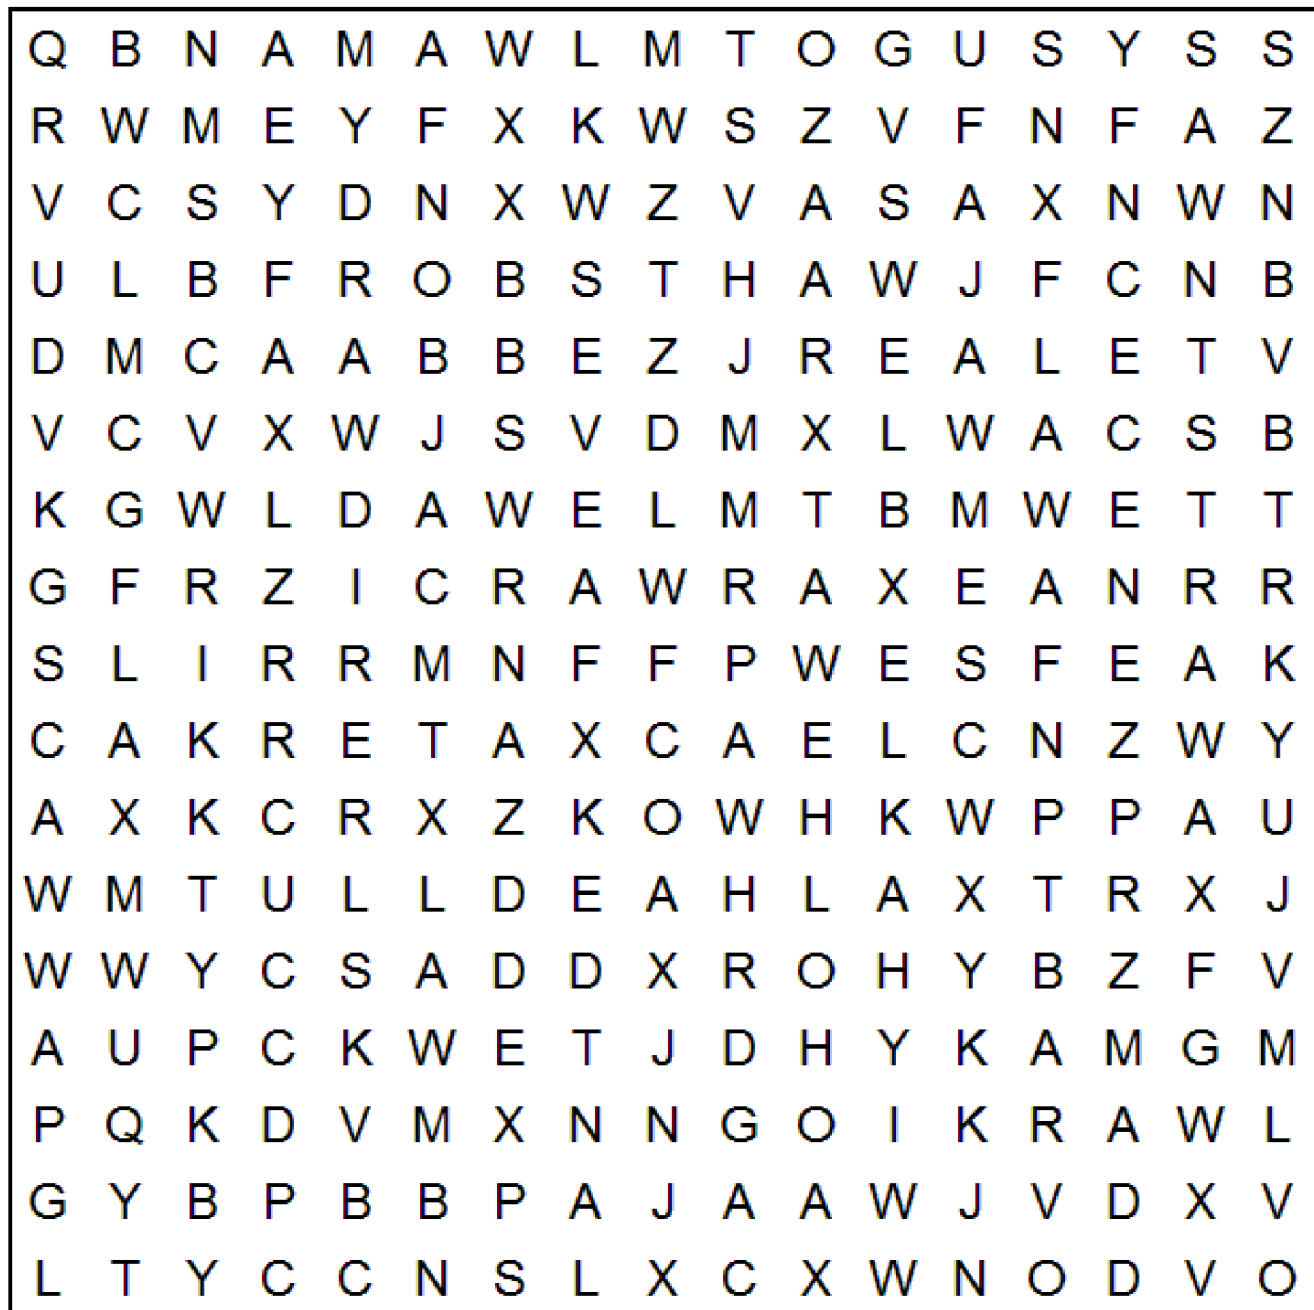 Q B N A M A W L M T O G U S Y S S
R W M E Y F X K W S Z V F N F A Z
V C S Y D N X W Z V A S A X N W N
U L B F R O B S T H A W J F C N B
D M C A A B B E Z J R E A L E T V
V C V X W J S V D M X L W A C S B
K G W L D A W E L M T B M W E T T
G F R Z I C R A W R A X E A N R R
S L I R R M N F F P W E S F E A K
C A K R E T A X C A E L C N Z W Y
A X K C R X Z K O W H K W P P A U
W M T U L L D E A H L A X T R X J
W W Y C S A D D X R O H Y B Z F V
A U P C K W E T J D H Y K A M G M
P Q K D V M X N N G O I K R A W L
G Y B P B B P A J A A W J V D X V
L T Y C C N S L X C X W N O D V O